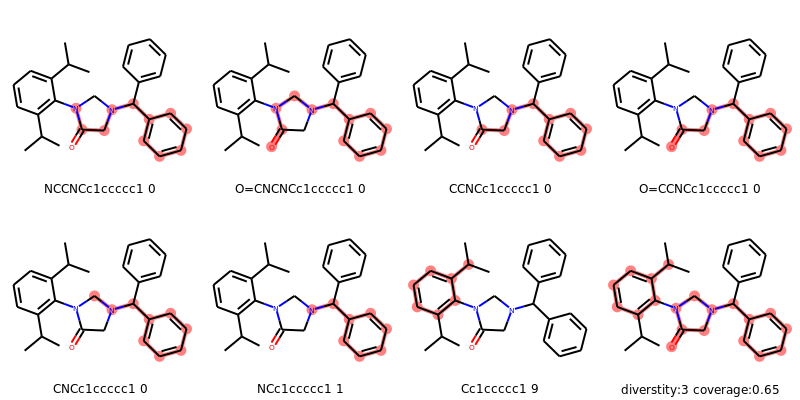 NCCNCc1ccccc1 0
O=CNCNCc1ccccc1 0
CCNCc1ccccc1 0
O=CCNCc1ccccc1 0
CNCc1ccccc1 0
NCc1ccccc1 1
Cc1ccccc1 9
diverstity:3 coverage:0.65